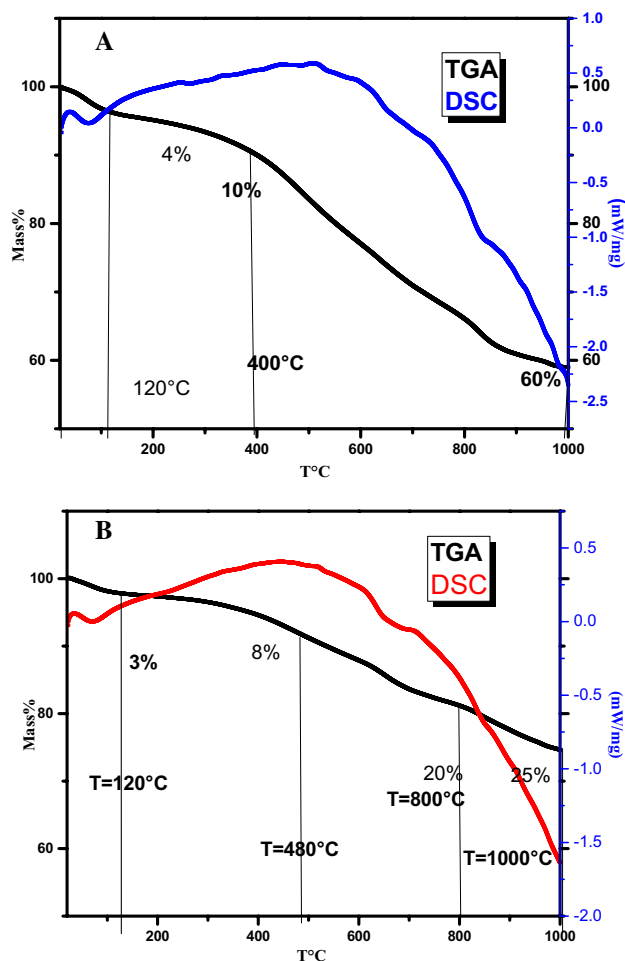 A
TGA
DSC
100
80
60
Mass%
4%
10%
120°C
400°C
60%
200
400
600
800
1000
T°C
1.0
0.5
0.0
-0.5
-1.0
-1.5
-2.0
-2.5
100
80
60
(mW/mg)
B
TGA
DSC
100
80
60
Mass%
3%
8%
20%
25%
T=120°C
T=800°C
T=480°C
T=1000°C
200
400
600
800
1000
T°C
0.5
0.0
-0.5
-1.0
-1.5
-2.0
(mW/mg)